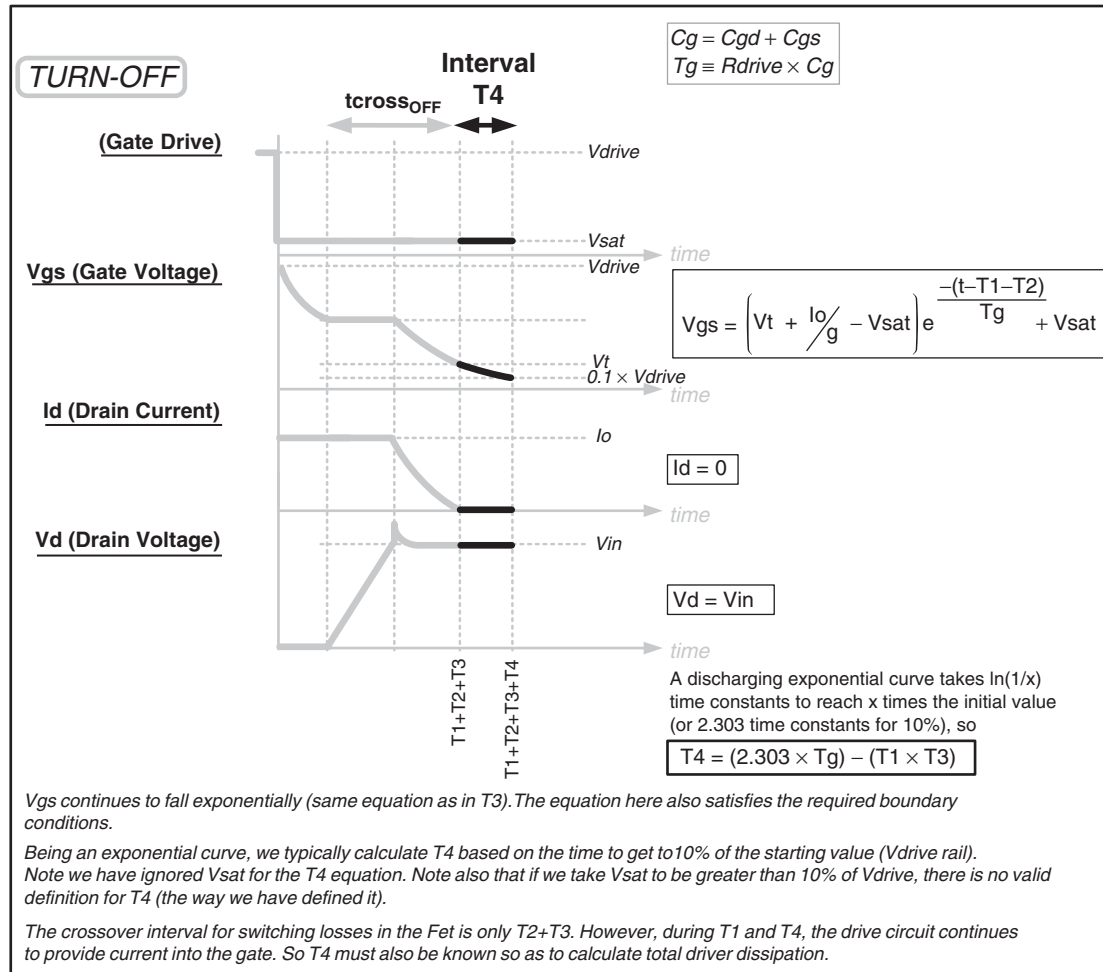 TURN-OFF
Interval
T4
tcrossOFF
Cg = Cgd + Cgs
Tg ≡ Rdrive × Cg
(Gate Drive)
Vdrive
Vsat
time
Vgs (Gate Voltage)
Vdrive
Vt
0.1 × Vdrive
time
Vgs = (Vt + Io/g − Vsat) e −(t−T1−T2)/Tg + Vsat
Id (Drain Current)
Io
Id = 0
time
Vd (Drain Voltage)
Vin
Vd = Vin
time
T1+T2+T3
T1+T2+T3+T4
A discharging exponential curve takes ln(1/x)
time constants to reach x times the initial value
(or 2.303 time constants for 10%), so
T4 = (2.303 × Tg) − (T1 × T3)
Vgs continues to fall exponentially (same equation as in T3).The equation here also satisfies the required boundary
conditions.
Being an exponential curve, we typically calculate T4 based on the time to get to10% of the starting value (Vdrive rail).
Note we have ignored Vsat for the T4 equation. Note also that if we take Vsat to be greater than 10% of Vdrive, there is no valid
definition for T4 (the way we have defined it).
The crossover interval for switching losses in the Fet is only T2+T3. However, during T1 and T4, the drive circuit continues
to provide current into the gate. So T4 must also be known so as to calculate total driver dissipation.